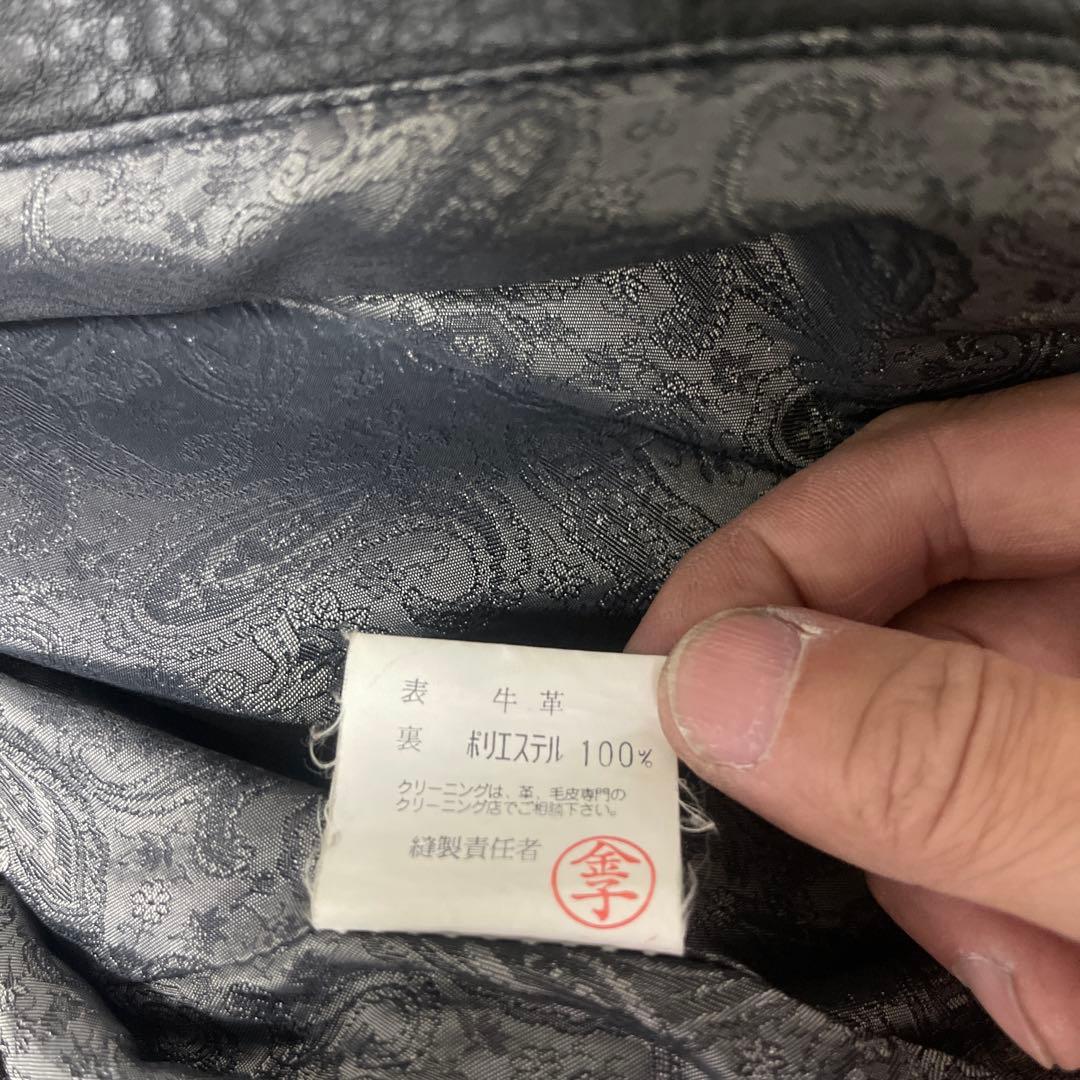 表 牛革
裏 ポリエステル 100%
クリーニングは、革、毛皮専門の
クリーニング店でご相談下さい。
縫製責任者 金子